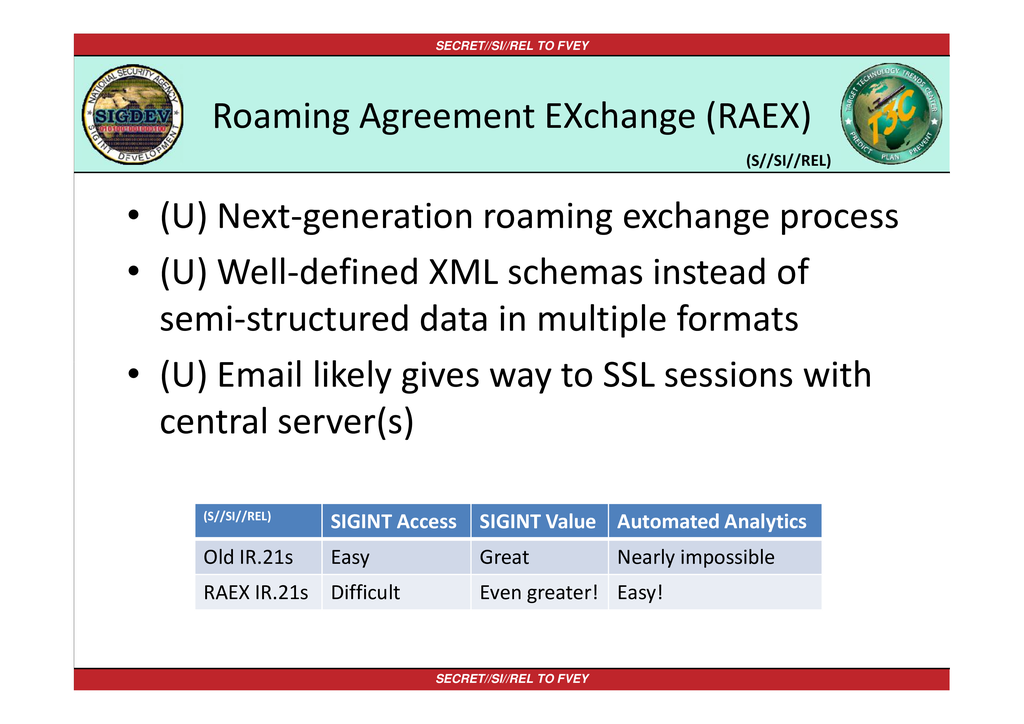 SECRET//SI//REL TO FVEY
NATIONAL SECURITY AGENCY
SIGDEV
SIGINT DEVELOPMENT
Roaming Agreement EXchange (RAEX)
TARGET TECHNOLOGY TRENDS CENTER
T3C
PREDICT PLAN PREVENT
(S//SI//REL)
• (U) Next-generation roaming exchange process
• (U) Well-defined XML schemas instead of
semi-structured data in multiple formats
• (U) Email likely gives way to SSL sessions with
central server(s)
(S//SI//REL) SIGINT Access SIGINT Value Automated Analytics
Old IR.21s Easy Great Nearly impossible
RAEX IR.21s Difficult Even greater! Easy!
SECRET//SI//REL TO FVEY